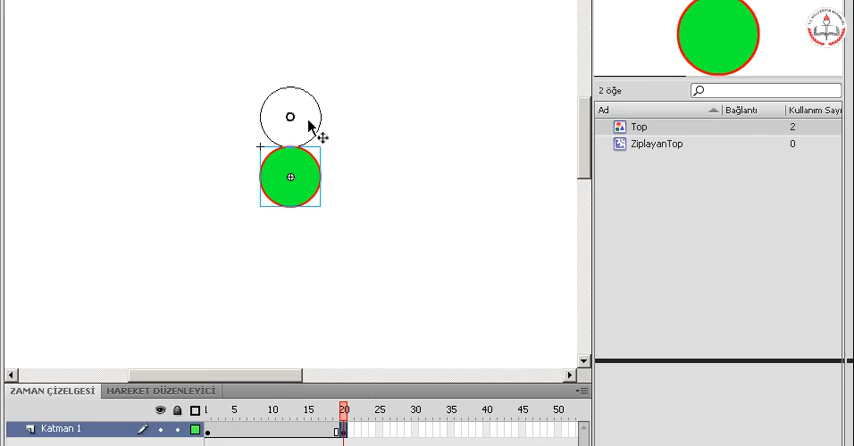 2 öğe
Ad Bağlantı Kullanım Sayı
Top 2
ZiplayanTop 0
ZAMAN ÇİZELGESİ HAREKET DÜZENLEYİCİ
5 10 15 20 25 30 35 40 45 50
Katman 1